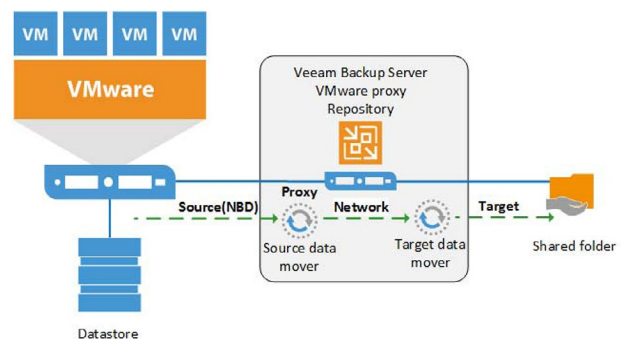 VM VM VM VM
VMware
Veeam Backup Server
VMware proxy
Repository
Source(NBD)
Proxy
Network
Target
Source data
mover
Target data
mover
Shared folder
Datastore